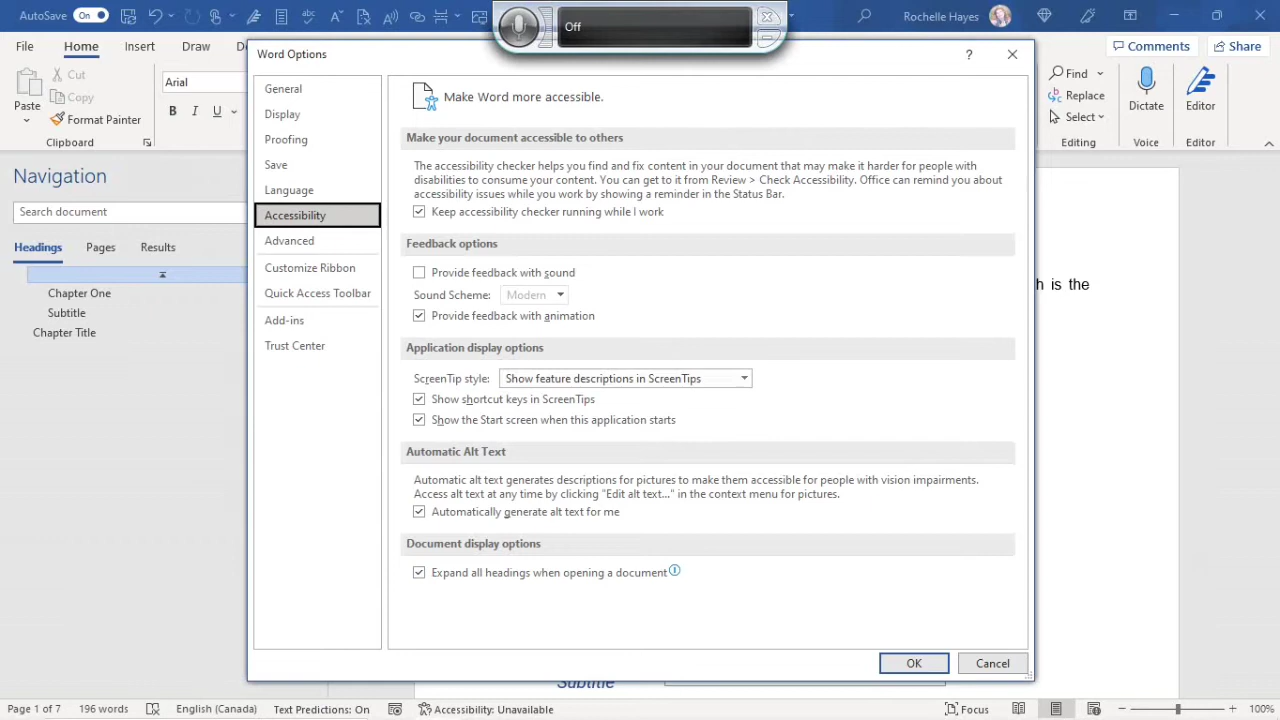 AutoSave On
Off
Rochelle Hayes
File Home Insert Draw
Comments Share
Paste
Cut
Copy
Format Painter
Clipboard
Arial
B I U
Find
Replace
Select
Editing
Dictate
Voice
Editor
Editor
Navigation
Search document
Headings Pages Results
Chapter One
Subtitle
Chapter Title
Word Options
General
Display
Proofing
Save
Language
Accessibility
Advanced
Customize Ribbon
Quick Access Toolbar
Add-ins
Trust Center
Make Word more accessible.
Make your document accessible to others
The accessibility checker helps you find and fix content in your document that may make it harder for people with
disabilities to consume your content. You can get to it from Review > Check Accessibility. Office can remind you about
accessibility issues while you work by showing a reminder in the Status Bar.
Keep accessibility checker running while I work
Feedback options
Provide feedback with sound
Sound Scheme: Modern
Provide feedback with animation
Application display options
ScreenTip style: Show feature descriptions in ScreenTips
Show shortcut keys in ScreenTips
Show the Start screen when this application starts
Automatic Alt Text
Automatic alt text generates descriptions for pictures to make them accessible for people with vision impairments.
Access alt text at any time by clicking "Edit alt text..." in the context menu for pictures.
Automatically generate alt text for me
Document display options
Expand all headings when opening a document
OK Cancel
h is the
Subtitle
Page 1 of 7 196 words English (Canada) Text Predictions: On Accessibility: Unavailable Focus 100%